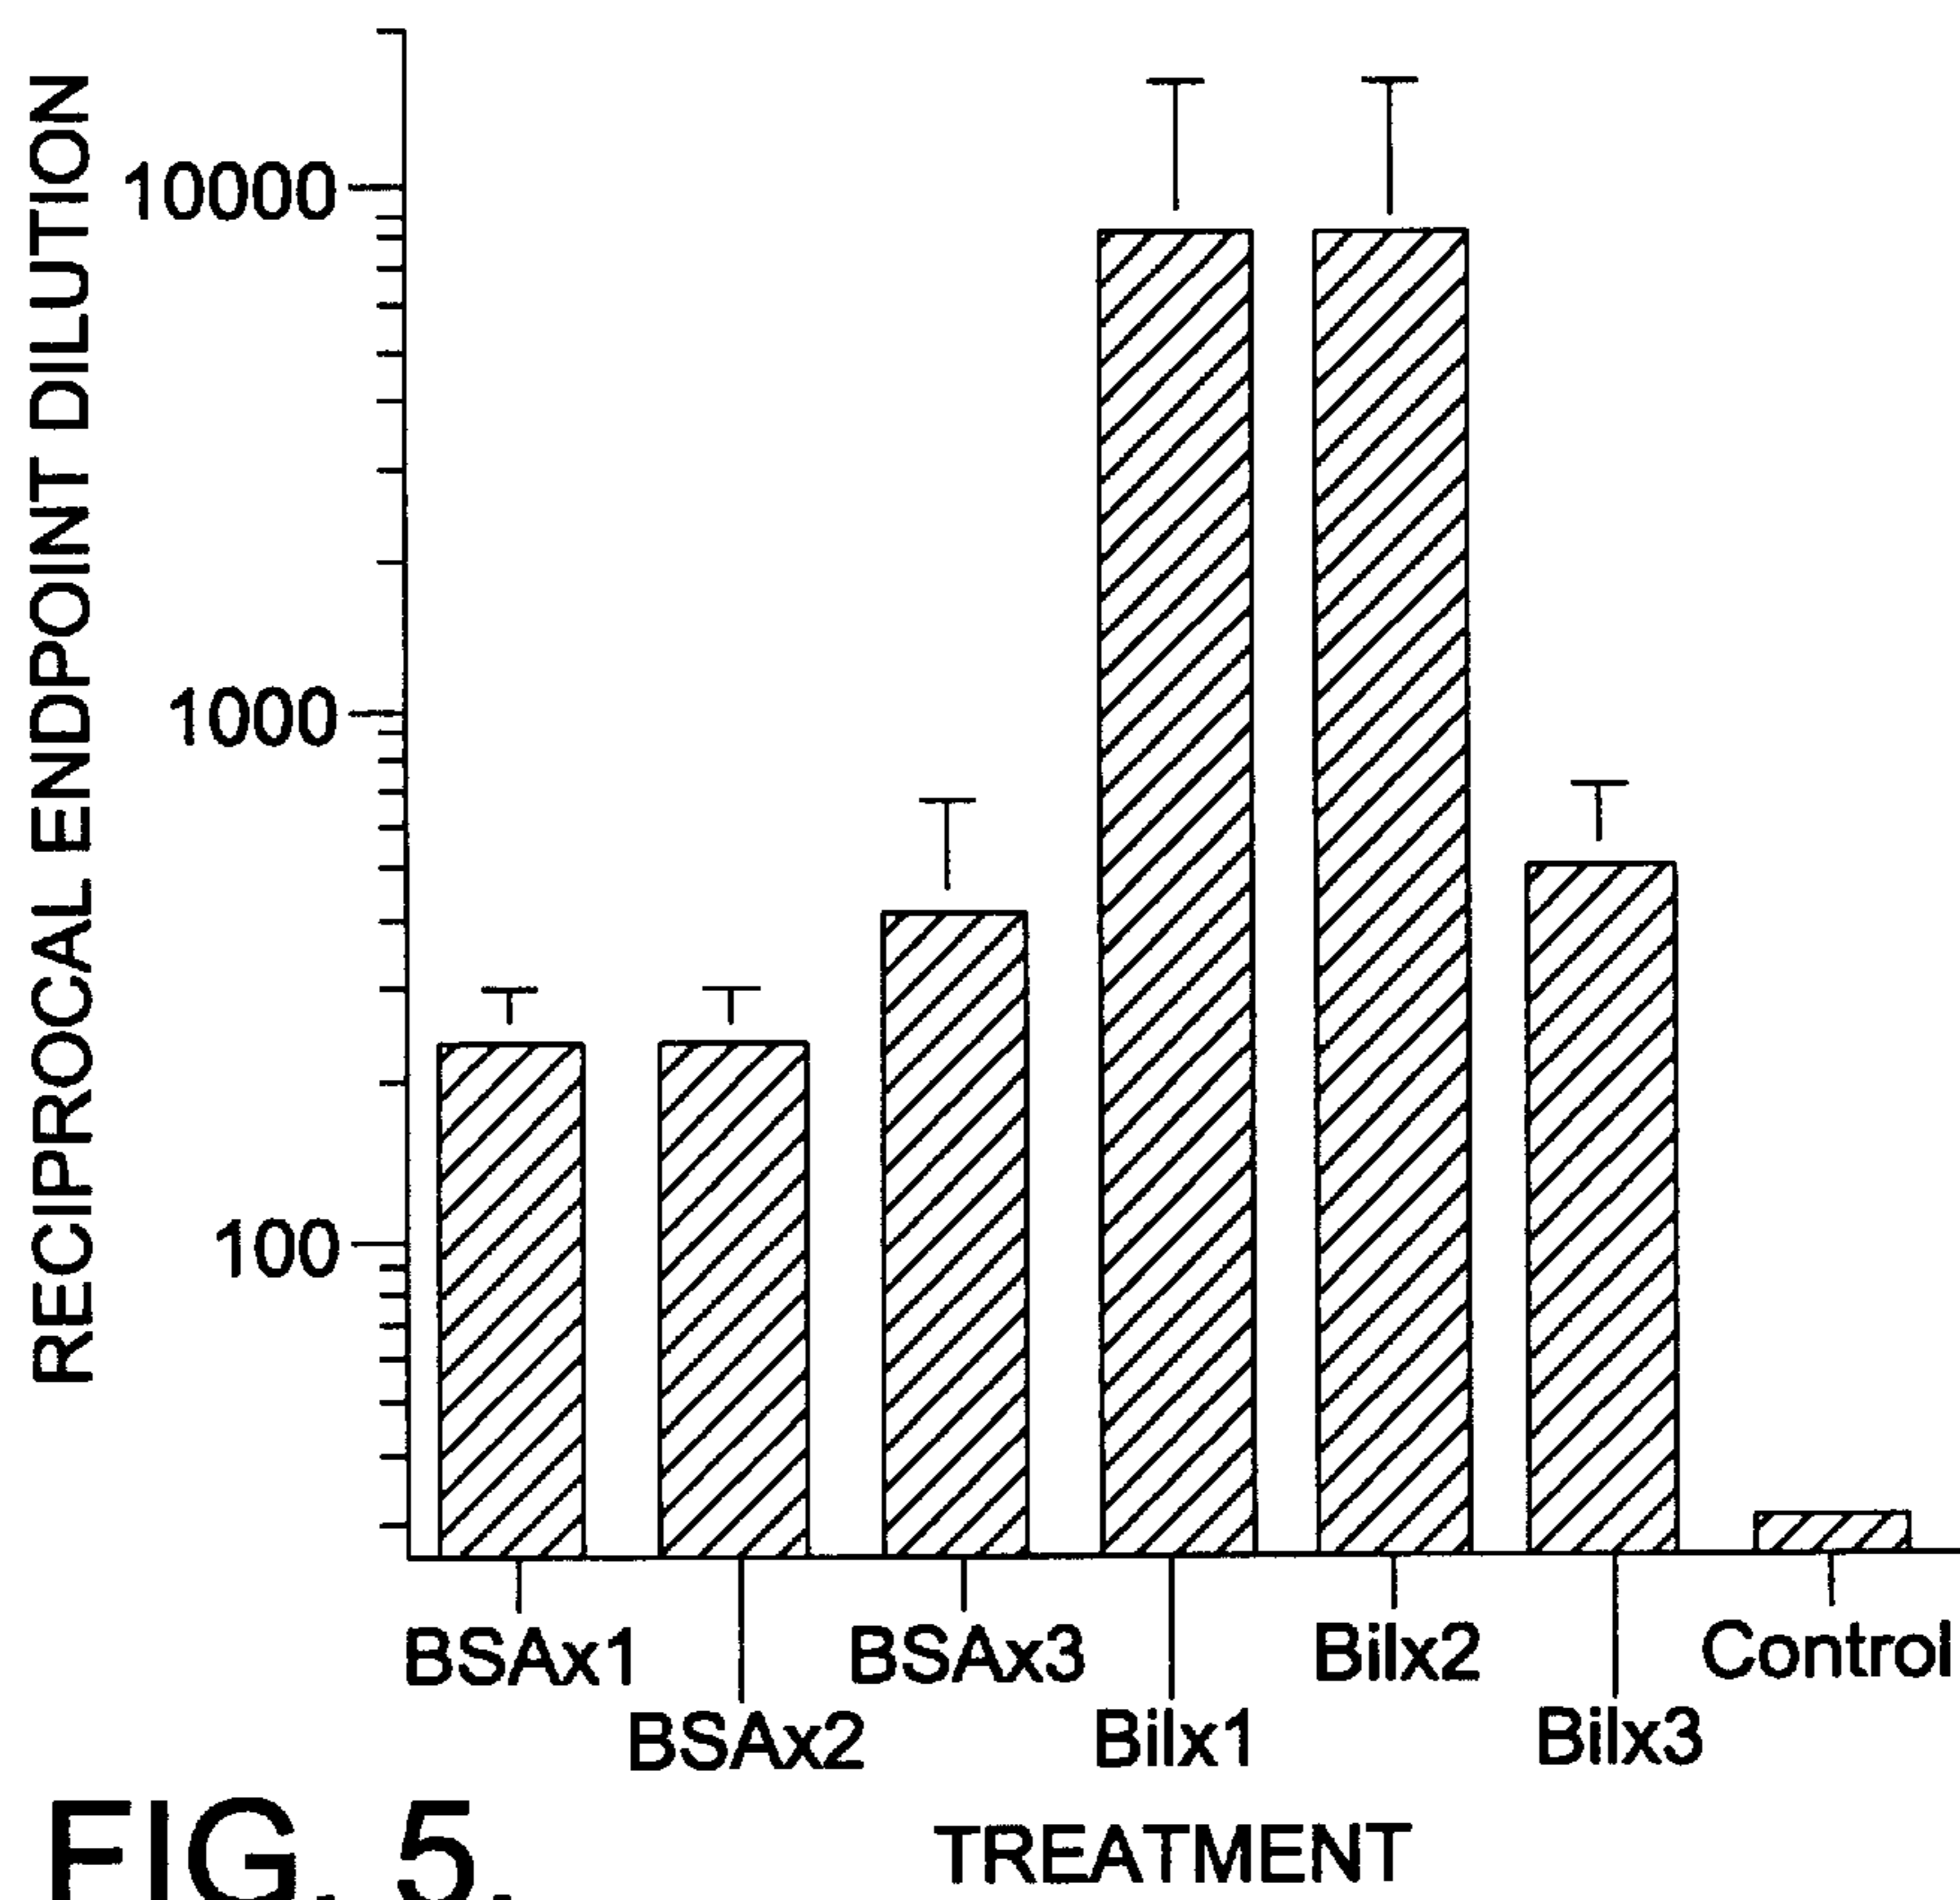 RECIPROCAL ENDPOINT DILUTION
10000
1000
100
BSAx1
BSAx2
BSAx3
Bilx1
Bilx2
Bilx3
Control
TREATMENT
FIG. 5.